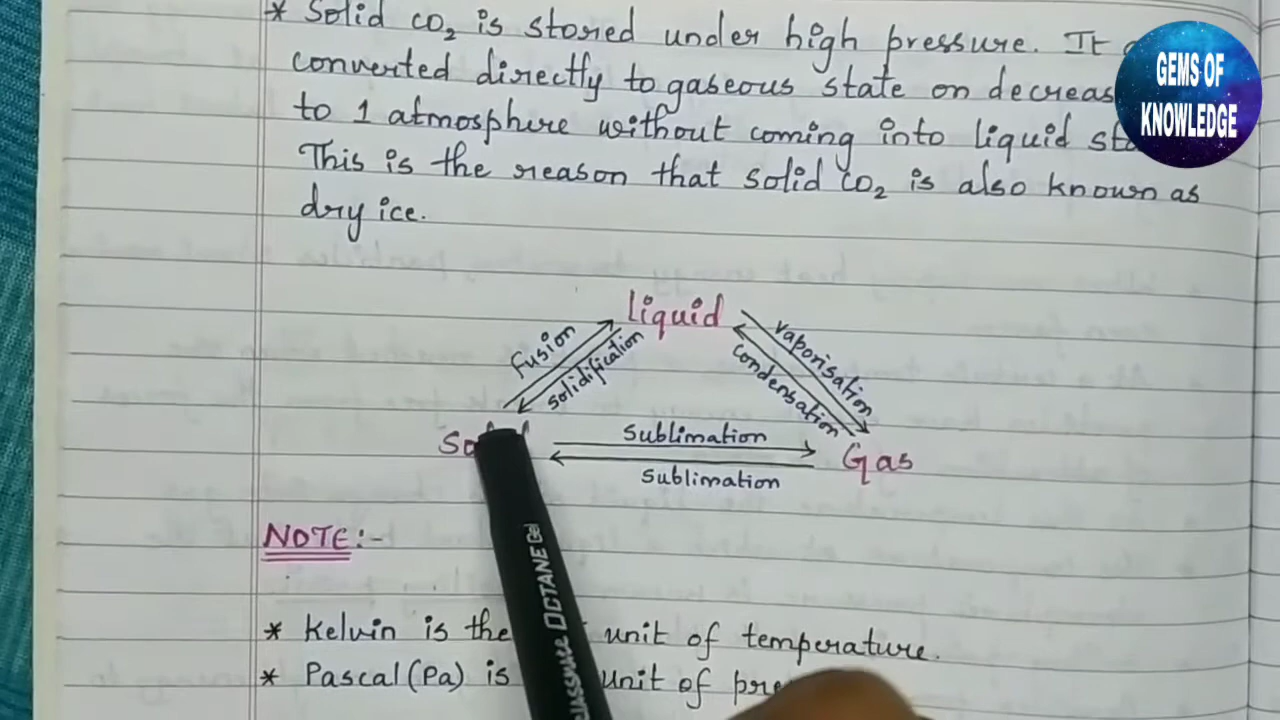 * Solid CO₂ is stored under high pressure. It
converted directly to gaseous state on decreas
to 1 atmosphere without coming into liquid
This is the reason that solid CO₂ is also known as
dry ice.
GEMS OF
KNOWLEDGE
liquid
Fusion
Solidification
Vaporisation
Condensation
Sublimation
Gas
Sublimation
NOTE:-
* Kelvin is the unit of temperature.
* Pascal (Pa) is unit of
OCTANE Gel